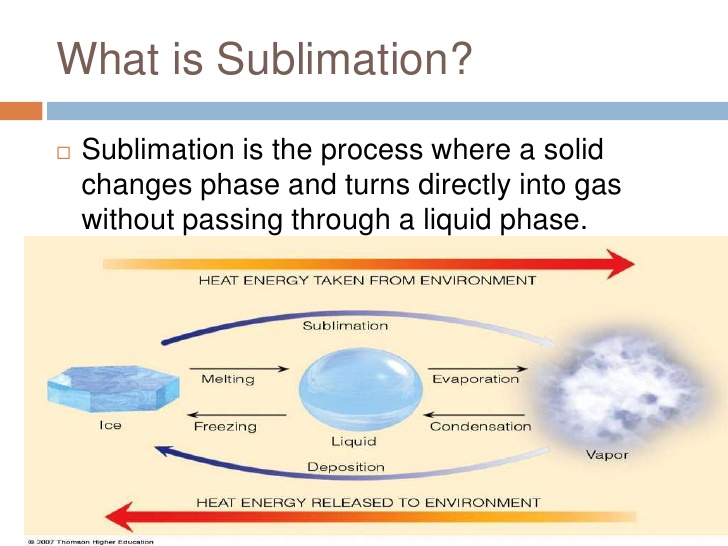 What is Sublimation?
Sublimation is the process where a solid
changes phase and turns directly into gas
without passing through a liquid phase.
HEAT ENERGY TAKEN FROM ENVIRONMENT
Sublimation
Melting
Evaporation
Ice
Freezing
Liquid
Condensation
Vapor
Deposition
HEAT ENERGY RELEASED TO ENVIRONMENT
© 2007 Thomson Higher Education